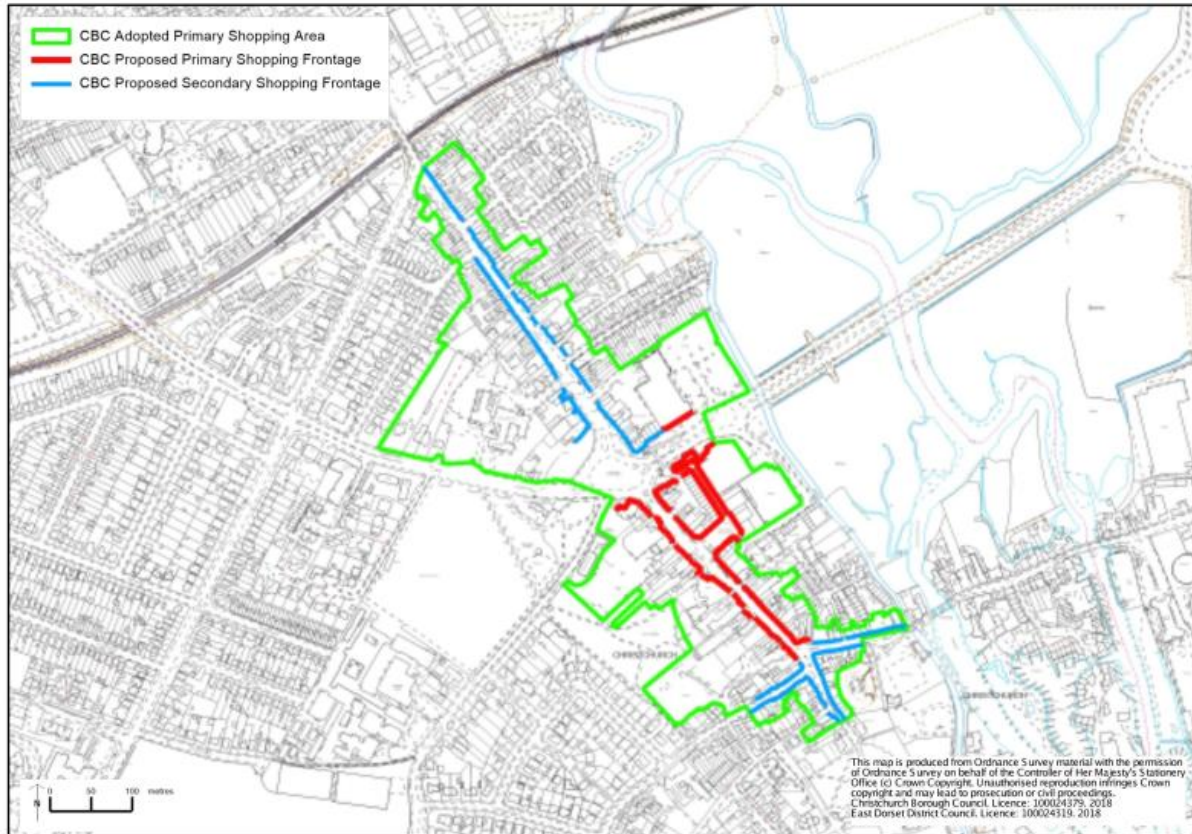 CBC Adopted Primary Shopping Area
CBC Proposed Primary Shopping Frontage
CBC Proposed Secondary Shopping Frontage
CHRISTCHURCH
CHRISTCHURCH
N
0 50 100 metres
This map is produced from Ordnance Survey material with the permission
of Ordnance Survey on behalf of the Controller of Her Majesty's Stationery
Office (c) Crown Copyright. Unauthorised reproduction infringes Crown
copyright and may lead to prosecution or civil proceedings.
Christchurch Borough Council. Licence: 100024379. 2018
East Dorset District Council. Licence: 100024319. 2018